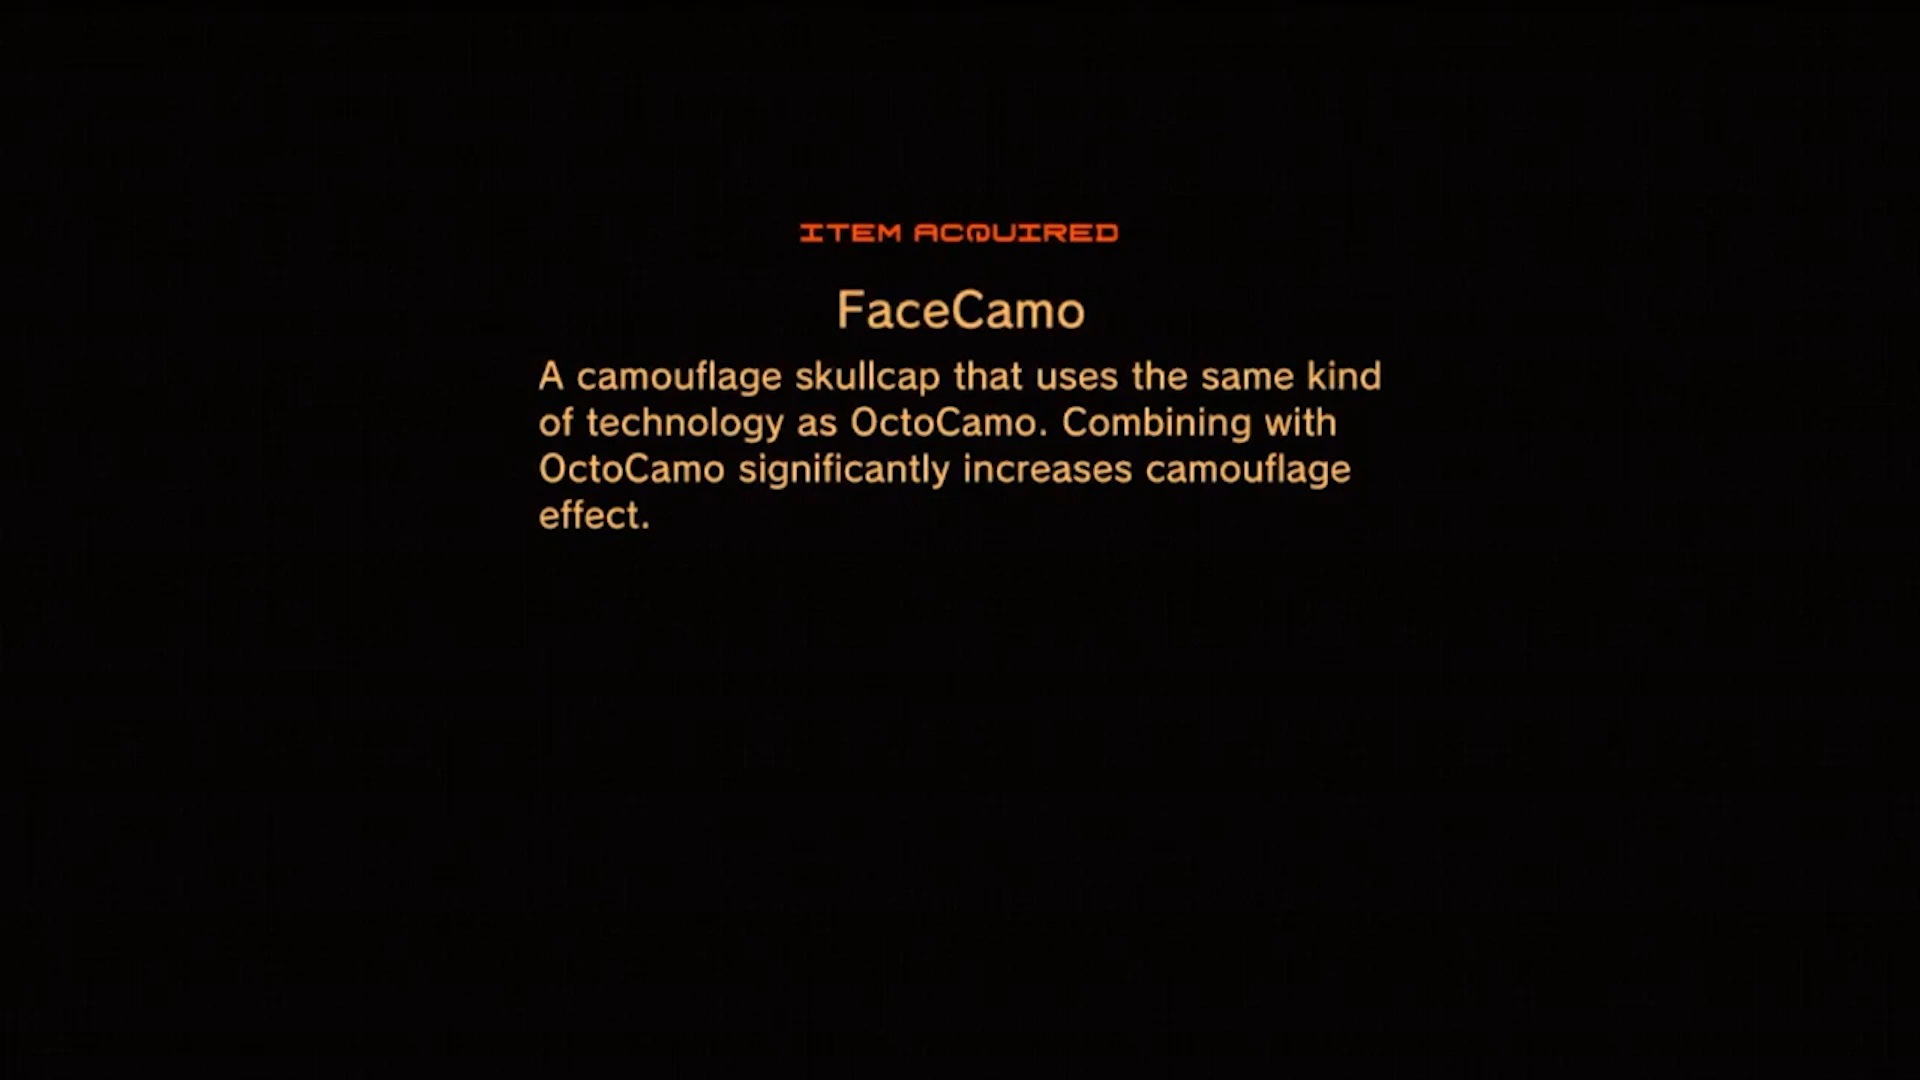 ITEM ACQUIRED
FaceCamo
A camouflage skullcap that uses the same kind
of technology as OctoCamo. Combining with
OctoCamo significantly increases camouflage
effect.